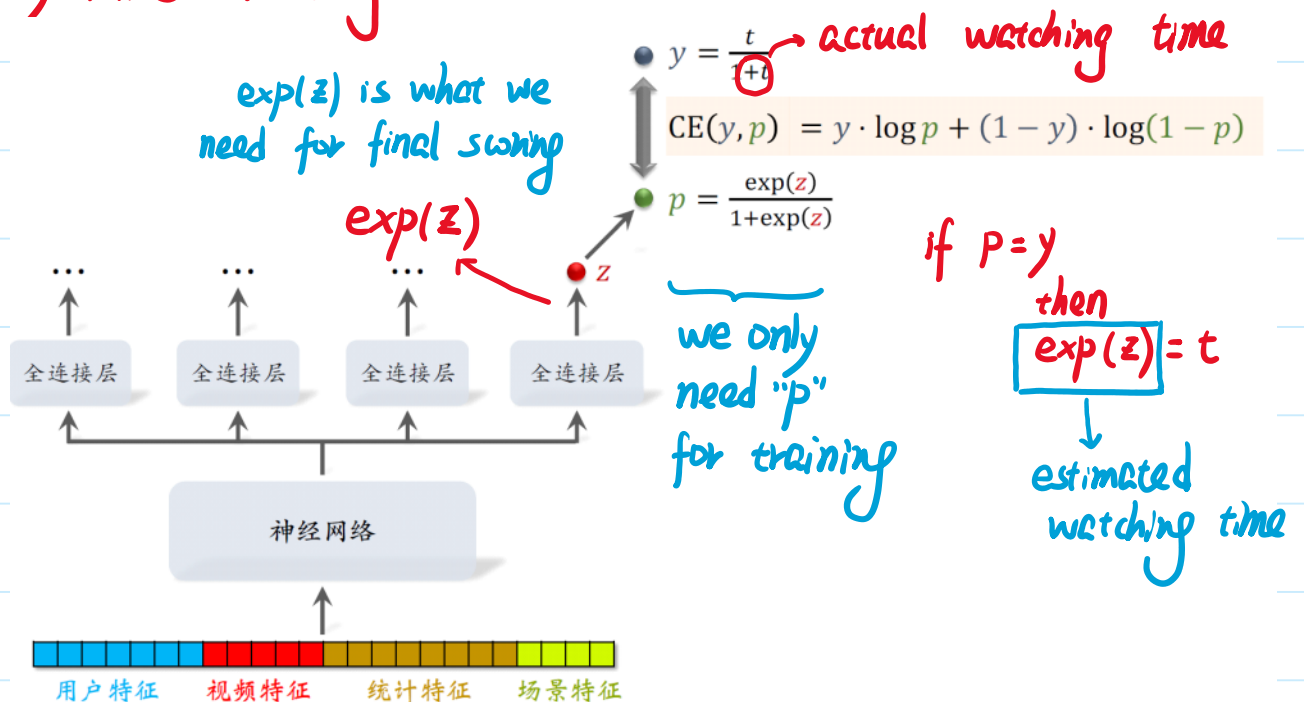 y = t/(1+t)
actual watching time
exp(z) is what we
need for final scoring
CE(y,p) = y · log p + (1 − y) · log(1 − p)
p = exp(z)/(1+exp(z))
exp(z)
if p=y
then
exp(z) = t
... ... ... z
we only
need "p"
for training
全连接层 全连接层 全连接层 全连接层
estimated
watching time
神经网络
用户特征 视频特征 统计特征 场景特征